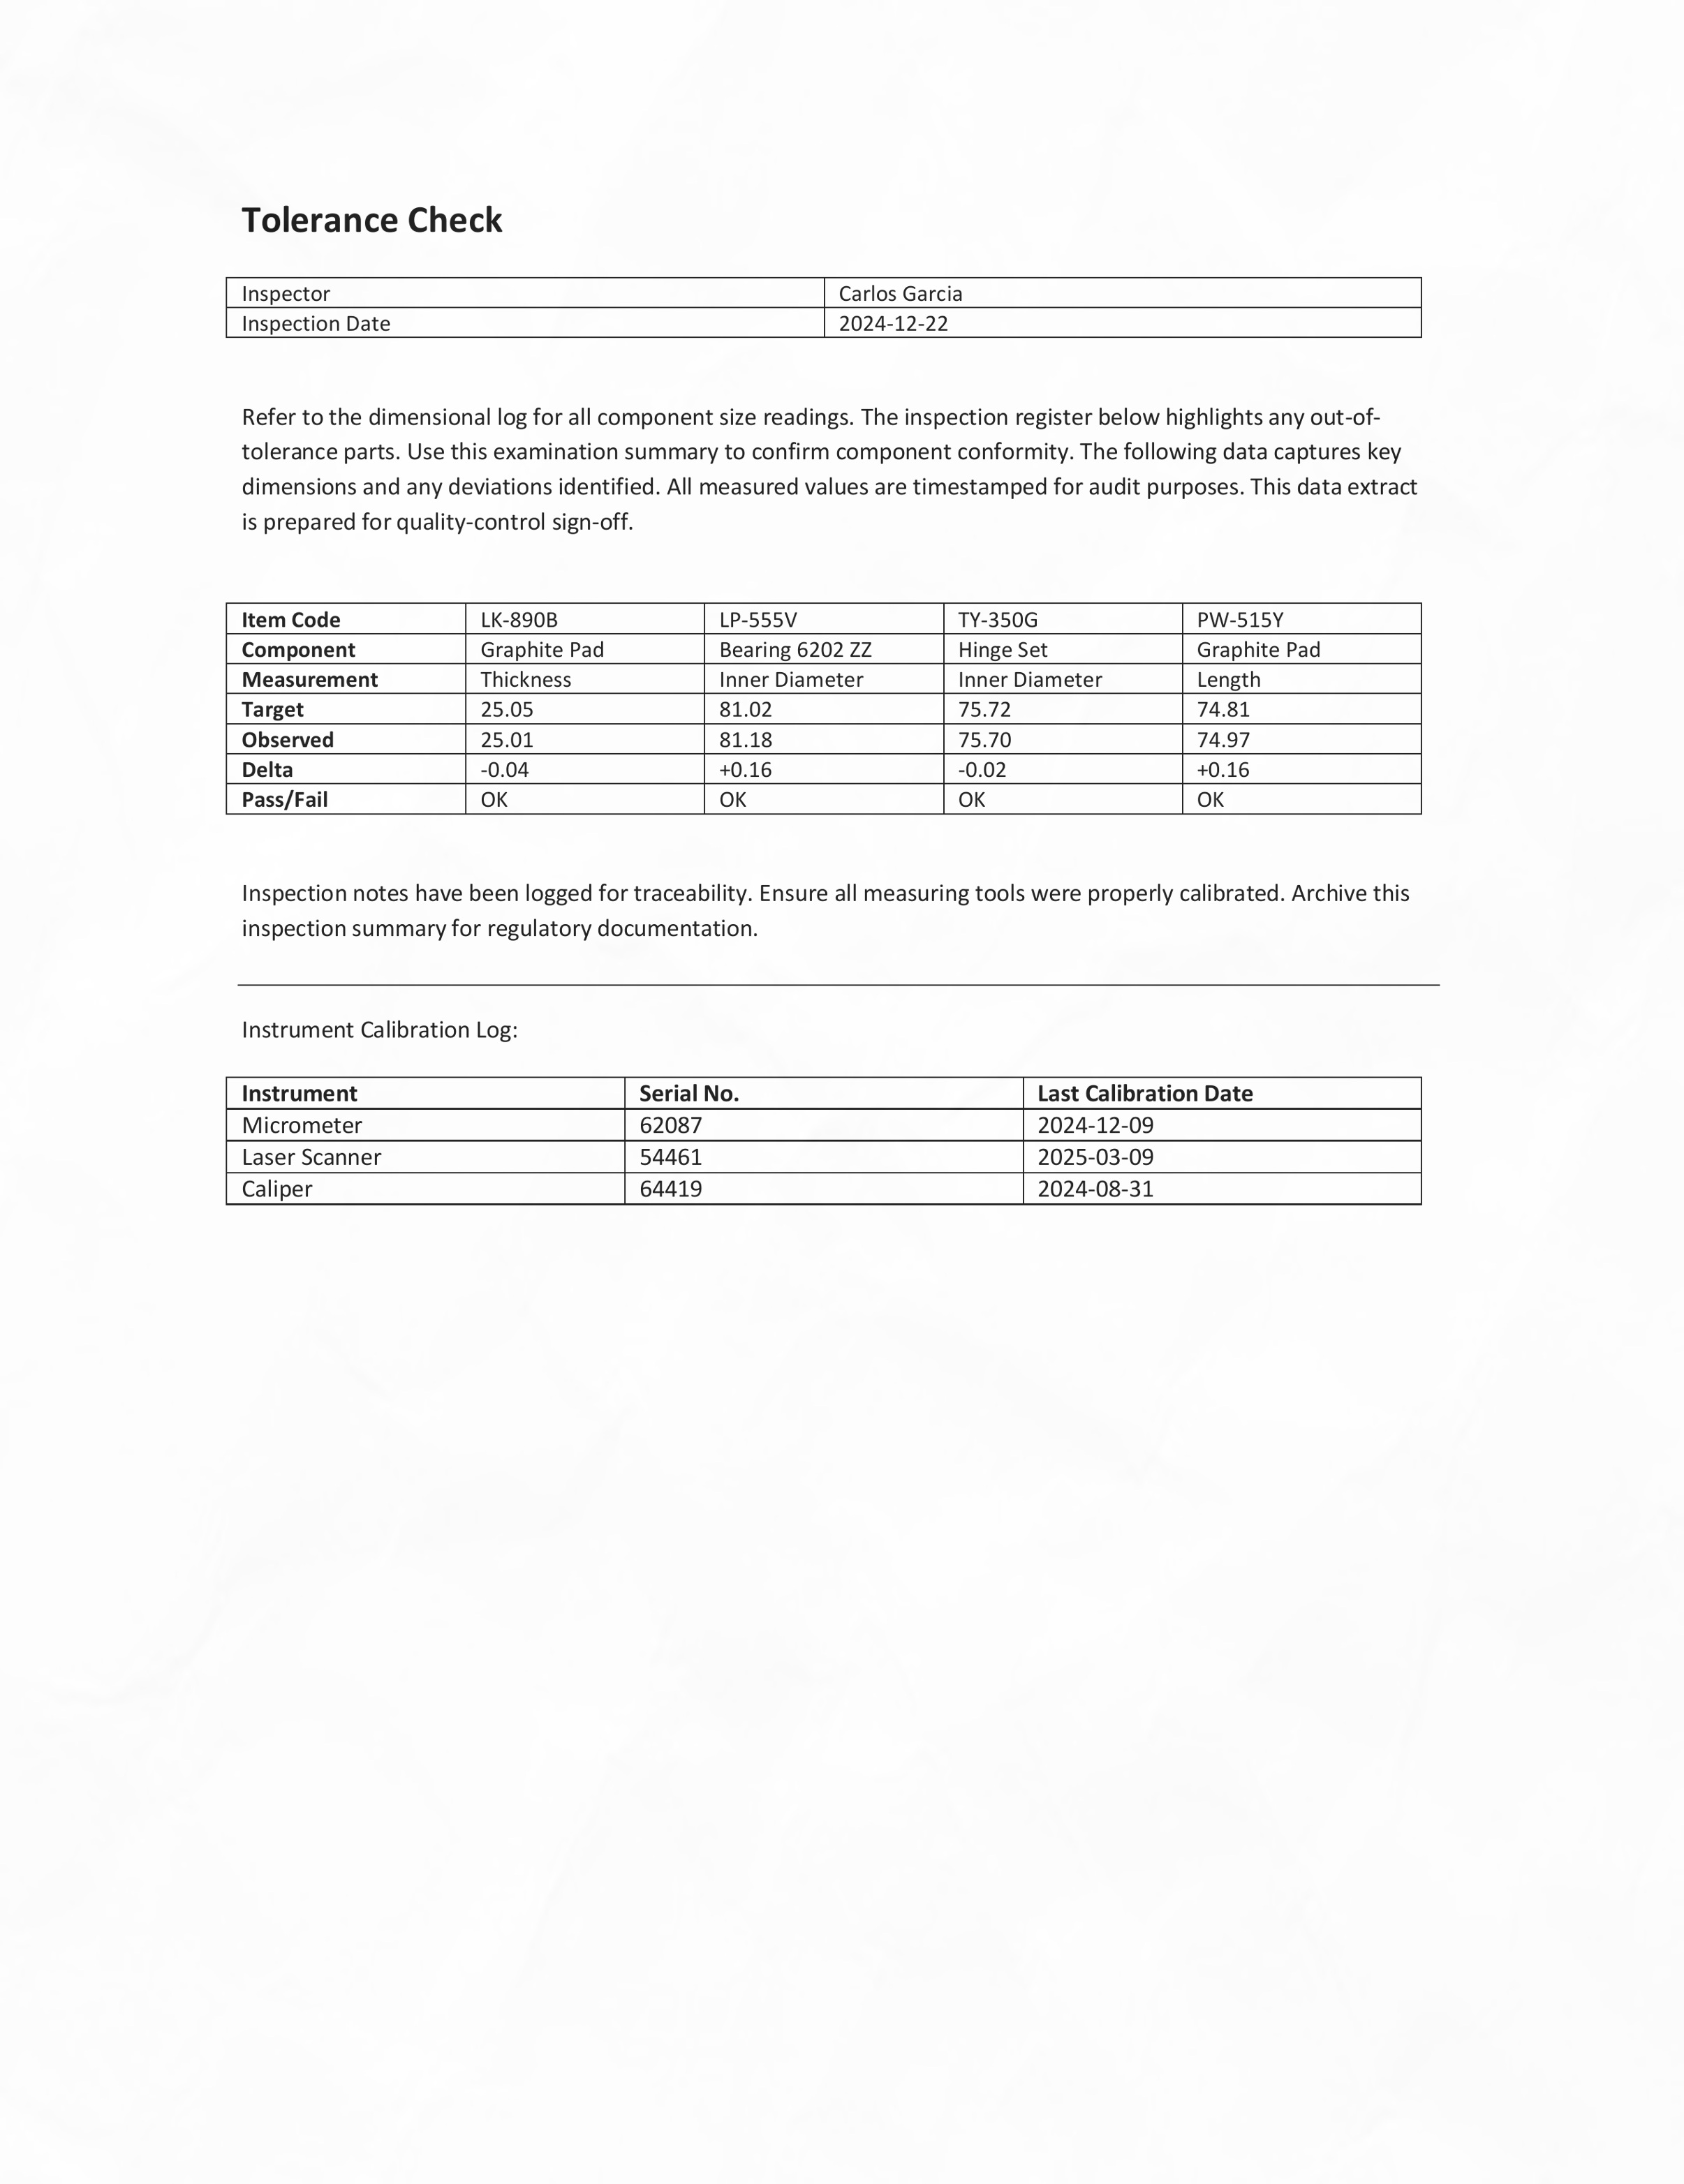 Tolerance Check
Inspector Carlos Garcia
Inspection Date 2024-12-22
Refer to the dimensional log for all component size readings. The inspection register below highlights any out-of-
tolerance parts. Use this examination summary to confirm component conformity. The following data captures key
dimensions and any deviations identified. All measured values are timestamped for audit purposes. This data extract
is prepared for quality-control sign-off.
Item Code LK-890B LP-555V TY-350G PW-515Y
Component Graphite Pad Bearing 6202 ZZ Hinge Set Graphite Pad
Measurement Thickness Inner Diameter Inner Diameter Length
Target 25.05 81.02 75.72 74.81
Observed 25.01 81.18 75.70 74.97
Delta -0.04 +0.16 -0.02 +0.16
Pass/Fail OK OK OK OK
Inspection notes have been logged for traceability. Ensure all measuring tools were properly calibrated. Archive this
inspection summary for regulatory documentation.
Instrument Calibration Log:
Instrument Serial No. Last Calibration Date
Micrometer 62087 2024-12-09
Laser Scanner 54461 2025-03-09
Caliper 64419 2024-08-31